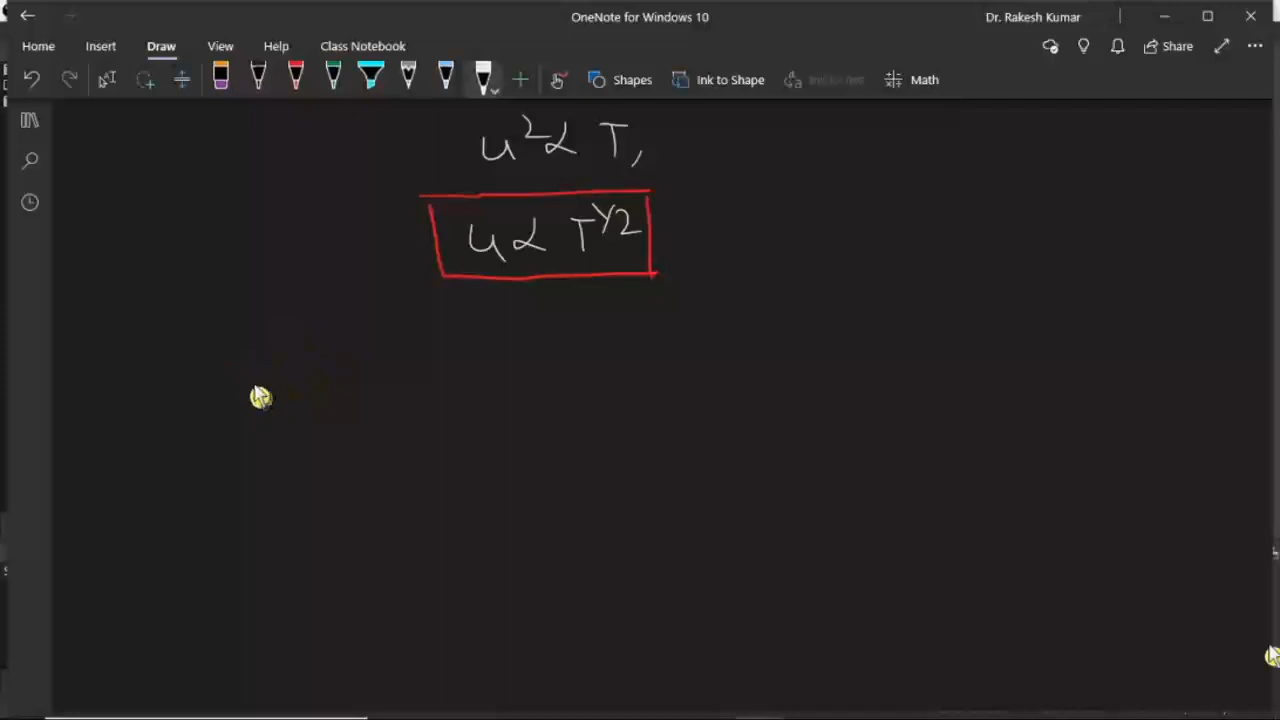 OneNote for Windows 10
Dr. Rakesh Kumar
Home Insert Draw View Help Class Notebook
Share
Shapes Ink to Shape Math
u² ∝ T,
u ∝ T^1/2